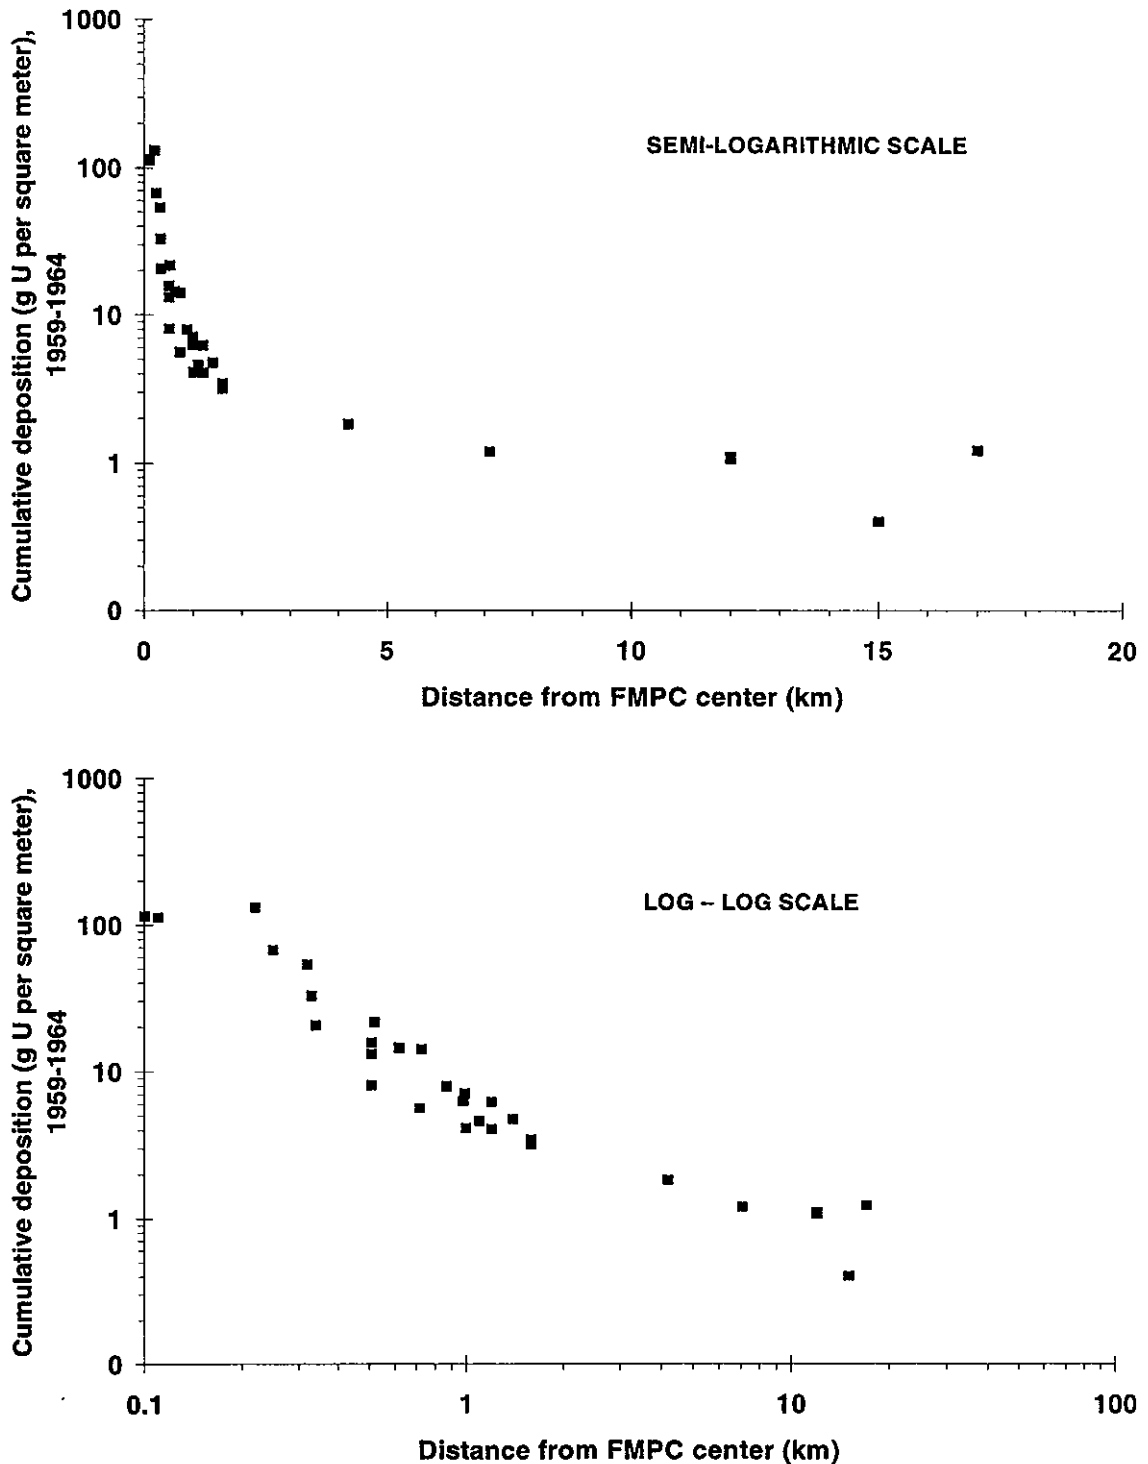 Cumulative deposition (g U per square meter),
1959-1964
1000
100
10
1
0
SEMI-LOGARITHMIC SCALE
0 5 10 15 20
Distance from FMPC center (km)
Cumulative deposition (g U per square meter),
1959-1964
1000
100
10
1
0
LOG – LOG SCALE
0.1 1 10 100
Distance from FMPC center (km)